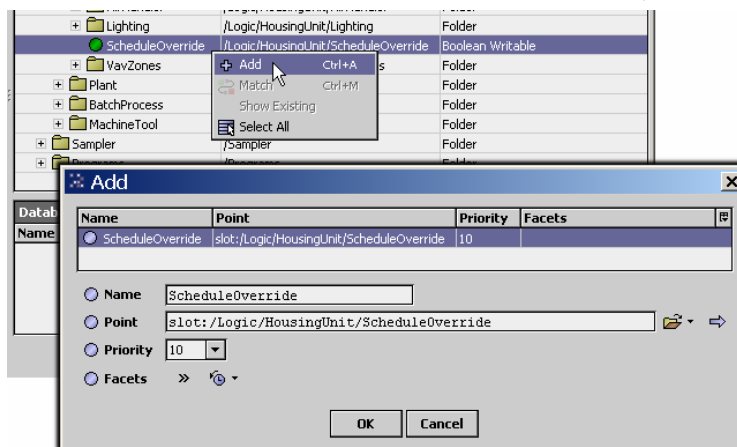 Lighting /Logic/HousingUnit/Lighting Folder
ScheduleOverride /Logic/HousingUnit/ScheduleOverride Boolean Writable
VavZones s Folder
Add Ctrl+A
Plant Folder
Match Ctrl+M
BatchProcess Folder
Show Existing
MachineTool Folder
Select All
Sampler /Sampler Folder
Add
Datab
Name
Name Point Priority Facets
ScheduleOverride slot:/Logic/HousingUnit/ScheduleOverride 10
Name ScheduleOverride
Point slot:/Logic/HousingUnit/ScheduleOverride
Priority 10
Facets »
OK Cancel